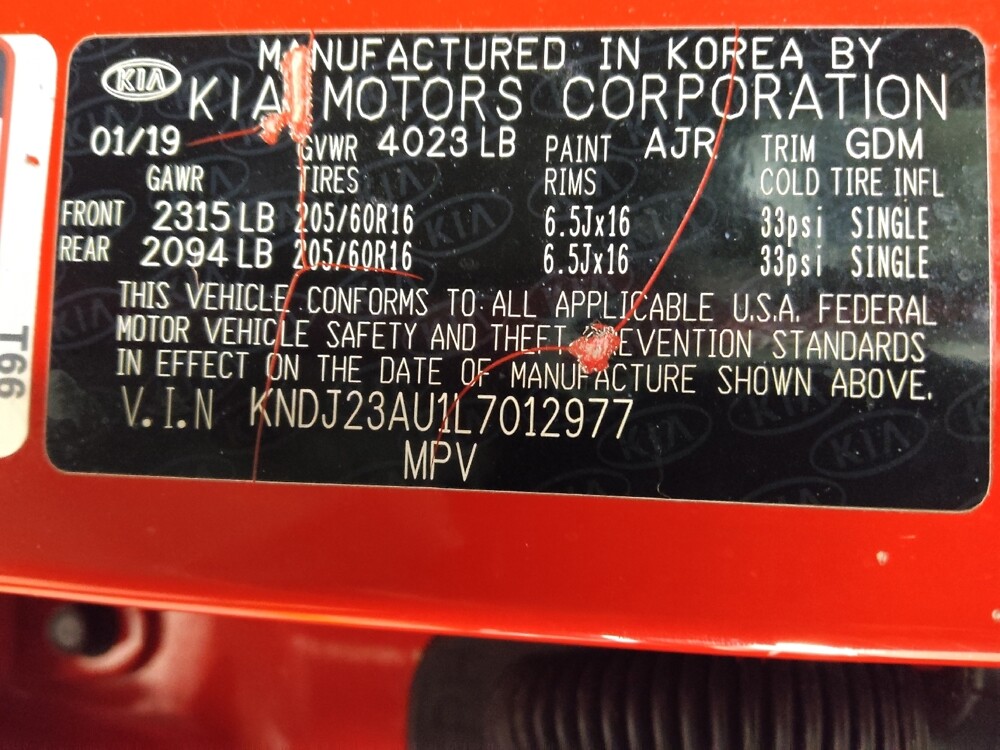 MANUFACTURED IN KOREA BY
KIA KIA MOTORS CORPORATION
01/19 GVWR 4023 LB PAINT AJR TRIM GDM
GAWR TIRES RIMS COLD TIRE INFL
FRONT 2315 LB 205/60R16 6.5Jx16 33psi SINGLE
REAR 2094 LB 205/60R16 6.5Jx16 33psi SINGLE
THIS VEHICLE CONFORMS TO ALL APPLICABLE U.S.A. FEDERAL
MOTOR VEHICLE SAFETY AND THEFT EVENTION STANDARDS
IN EFFECT ON THE DATE OF MANUFACTURE SHOWN ABOVE.
V.I.N KNDJ23AU1L7012977
MPV
T66